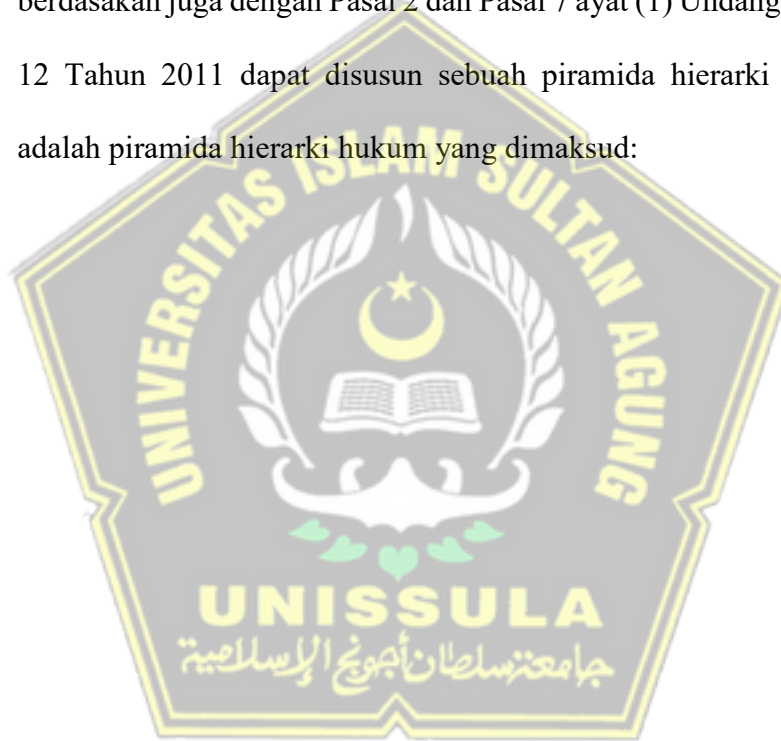 berdasakan juga dengan Pasal 2 dan Pasal 7 ayat (1) Undang
12 Tahun 2011 dapat disusun sebuah piramida hierarki
adalah piramida hierarki hukum yang dimaksud:
UNIVERSITAS ISLAM SULTAN AGUNG
UNISSULA
جامعة سلطان أجونج الإسلامية